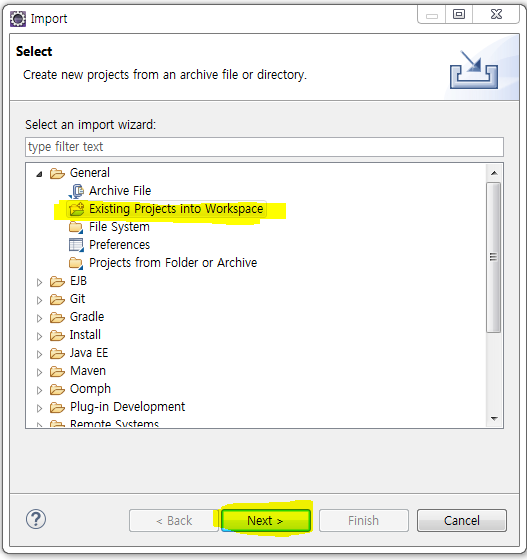 Import
Select
Create new projects from an archive file or directory.
Select an import wizard:
type filter text
General
Archive File
Existing Projects into Workspace
File System
Preferences
Projects from Folder or Archive
EJB
Git
Gradle
Install
Java EE
Maven
Oomph
Plug-in Development
Remote Systems
?
< Back
Next >
Finish
Cancel